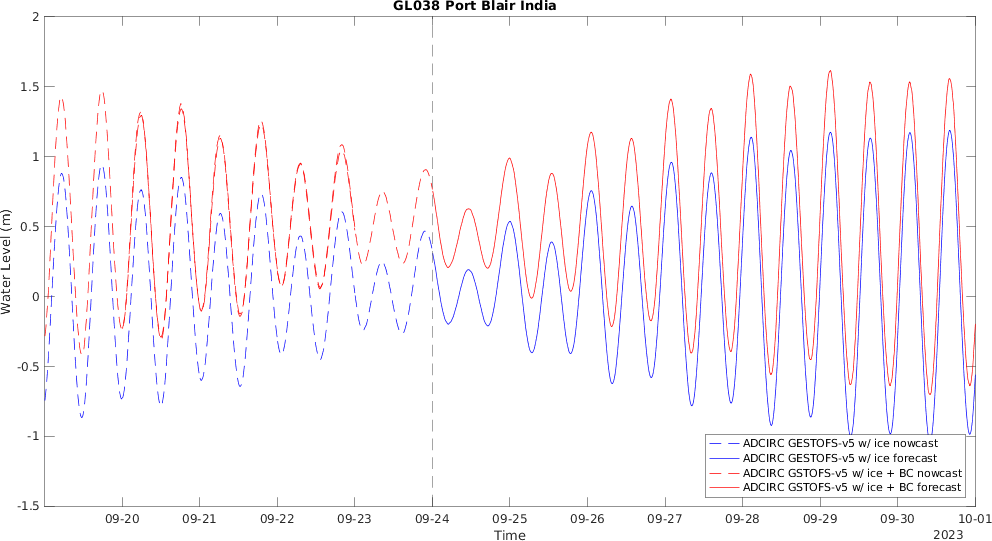 GL038 Port Blair India
2
1.5
1
0.5
0
-0.5
-1
-1.5
Water Level (m)
ADCIRC GESTOFS-v5 w/ ice nowcast
ADCIRC GESTOFS-v5 w/ ice forecast
ADCIRC GSTOFS-v5 w/ ice + BC nowcast
ADCIRC GSTOFS-v5 w/ ice + BC forecast
09-20 09-21 09-22 09-23 09-24 09-25 09-26 09-27 09-28 09-29 09-30 10-01
Time
2023